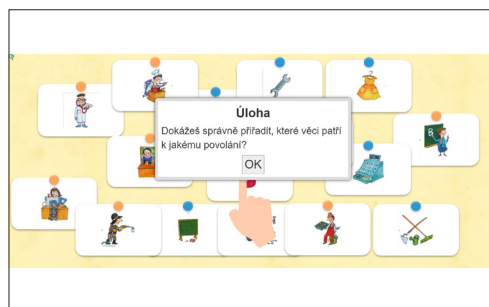 Úloha
Dokážeš správně přiřadit, které věci patří
k jakému povolání?
OK